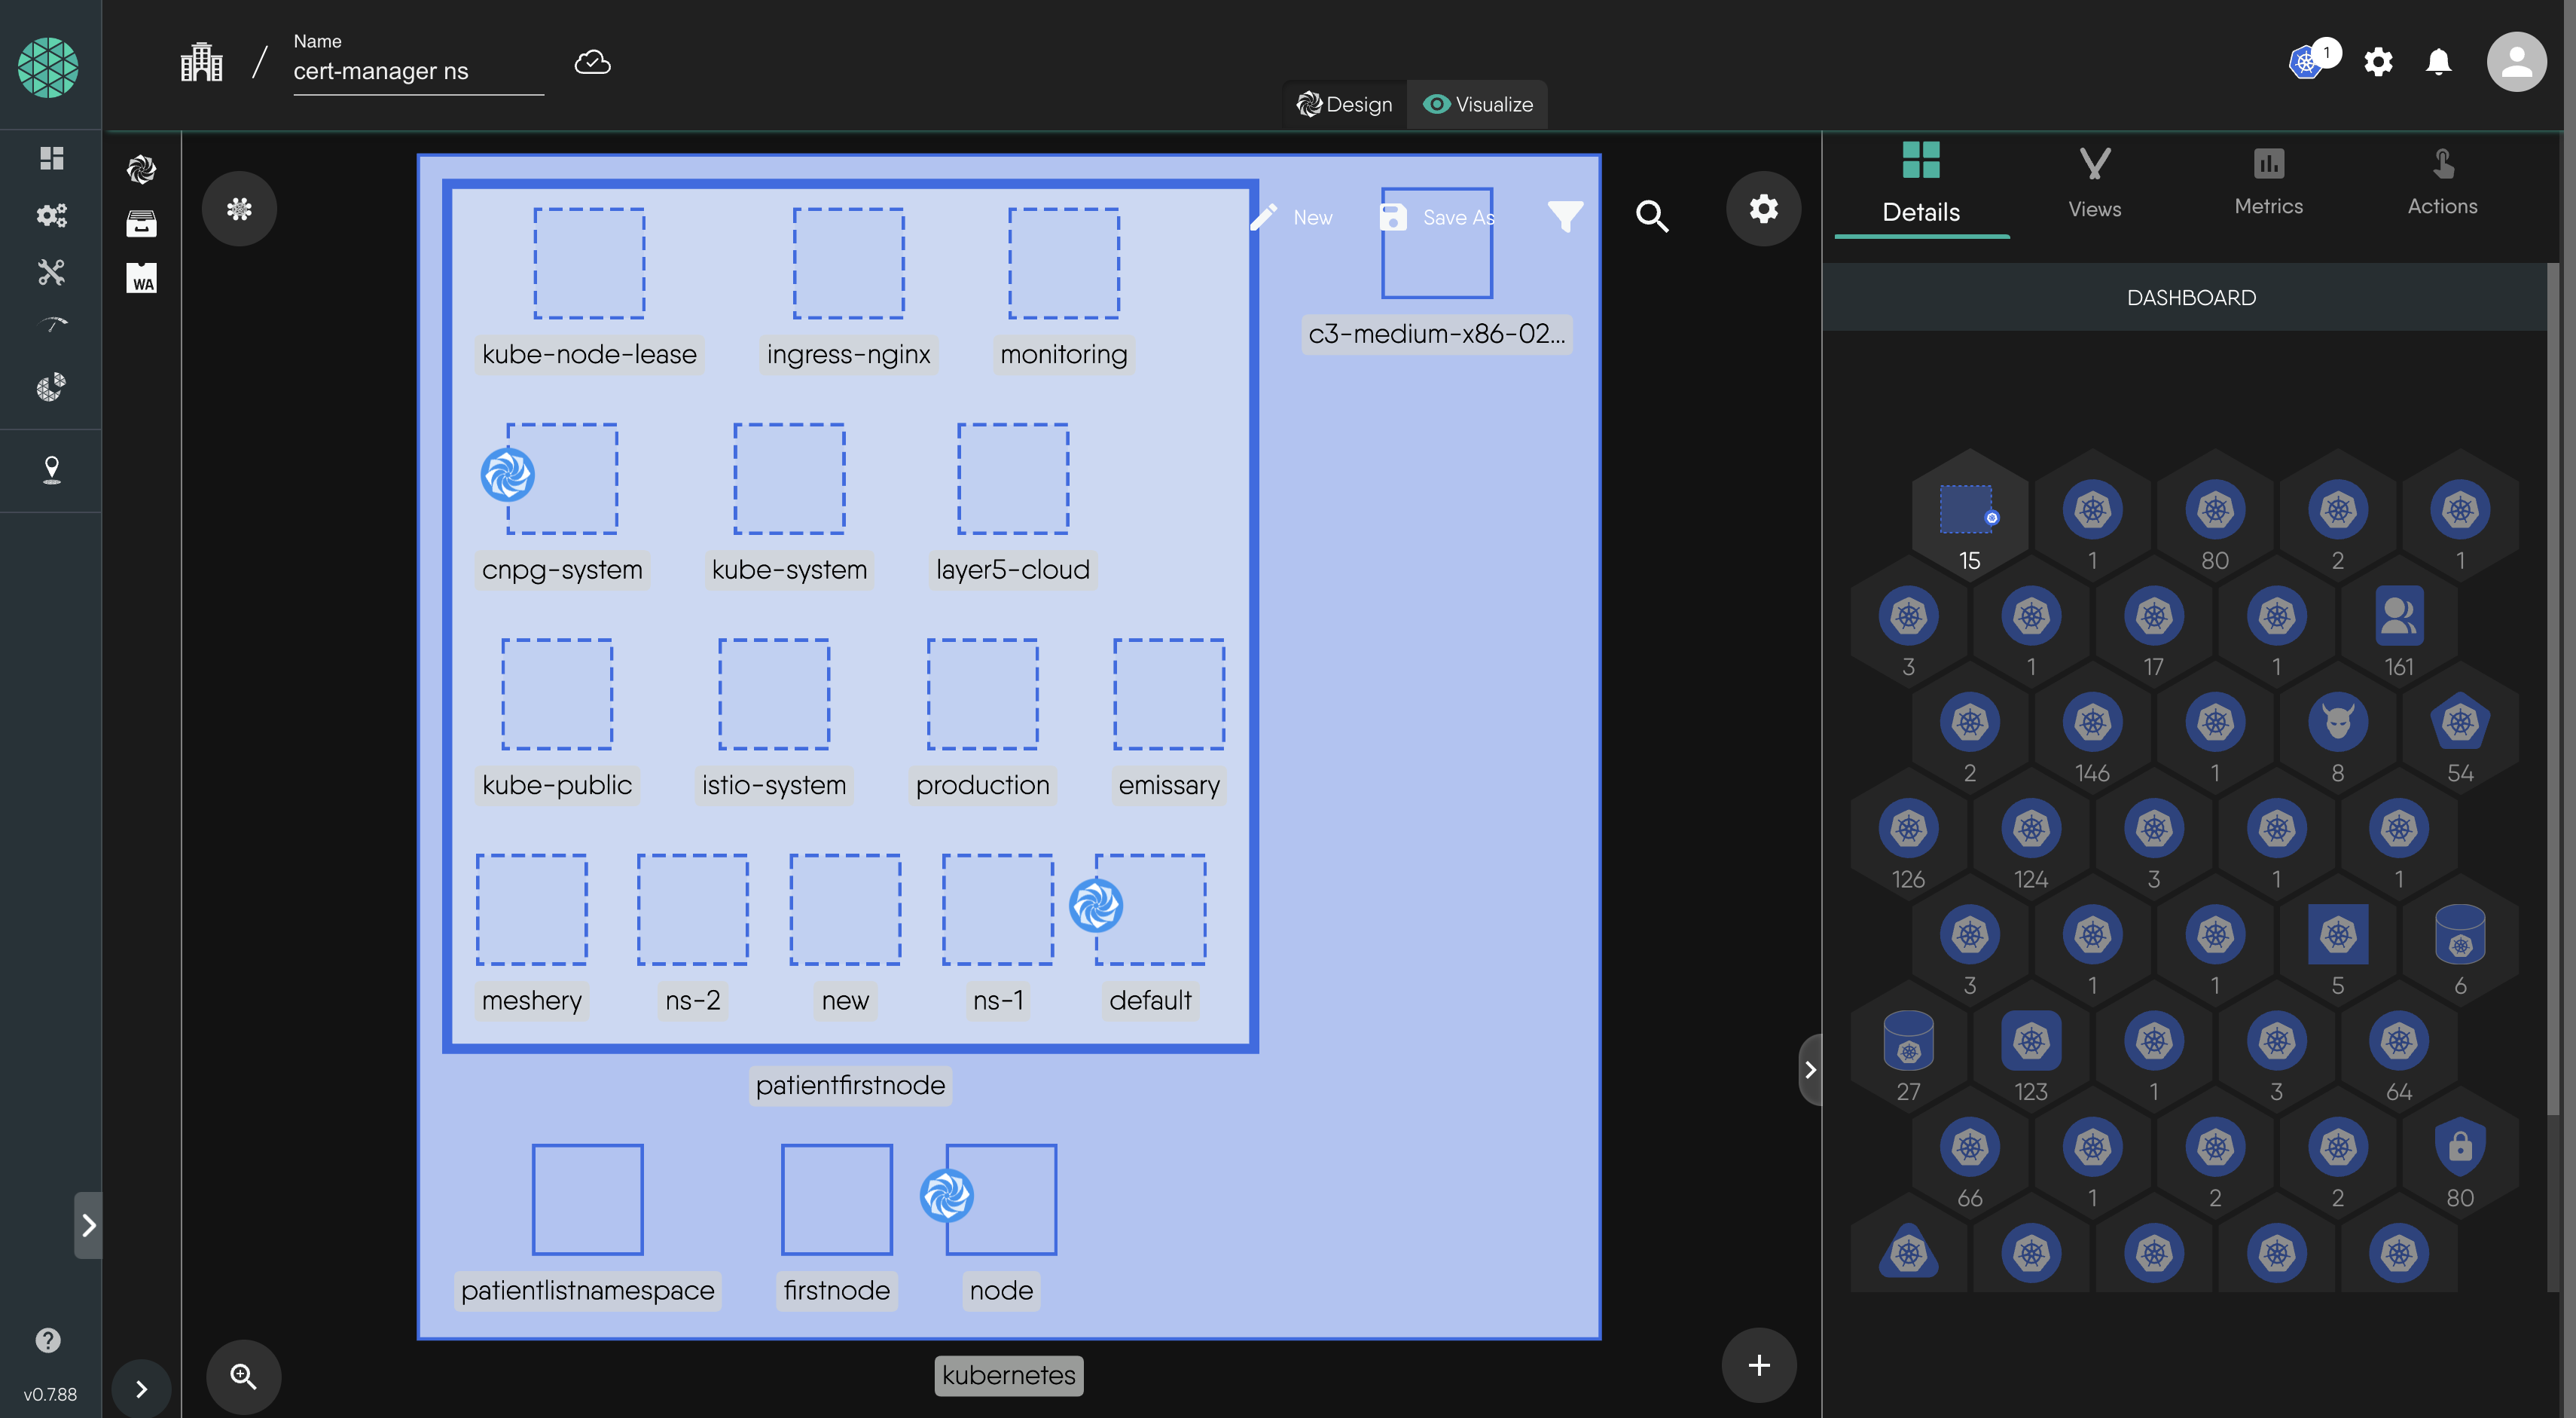 Name
cert-manager ns
1
Design
Visualize
WA
New
Save As
Details
Views
Metrics
Actions
DASHBOARD
kube-node-lease
ingress-nginx
monitoring
c3-medium-x86-02...
cnpg-system
kube-system
layer5-cloud
kube-public
istio-system
production
emissary
meshery
ns-2
new
ns-1
default
patientfirstnode
patientlistnamespace
firstnode
node
kubernetes
15 1 80 2 1
3 1 17 1 161
2 146 1 8 54
126 124 3 1 1
3 1 1 5 6
27 123 1 3 64
66 1 2 2 80
v0.7.88